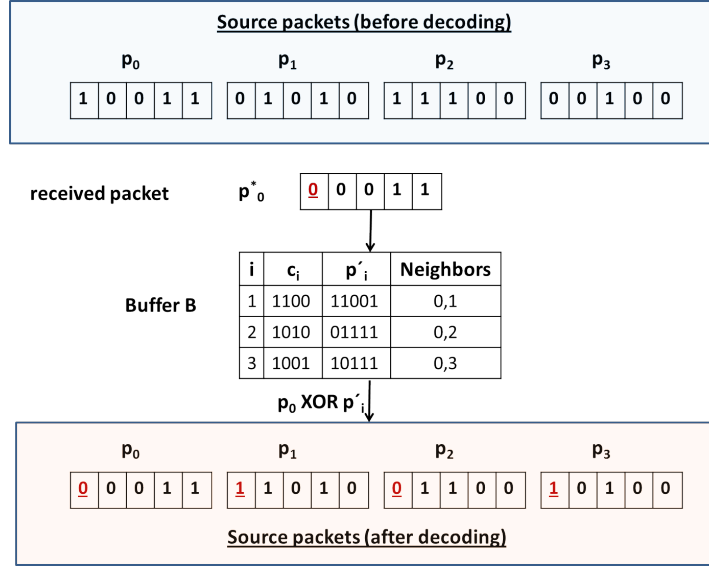 Source packets (before decoding)
p₀ p₁ p₂ p₃
1 0 0 1 1 0 1 0 1 0 1 1 1 0 0 0 0 1 0 0
received packet p*₀ 0 0 0 1 1
i cᵢ p´ᵢ Neighbors
Buffer B
1 1100 11001 0,1
2 1010 01111 0,2
3 1001 10111 0,3
p₀ XOR p´ᵢ
p₀ p₁ p₂ p₃
0 0 0 1 1 1 1 0 1 0 0 1 1 0 0 1 0 1 0 0
Source packets (after decoding)